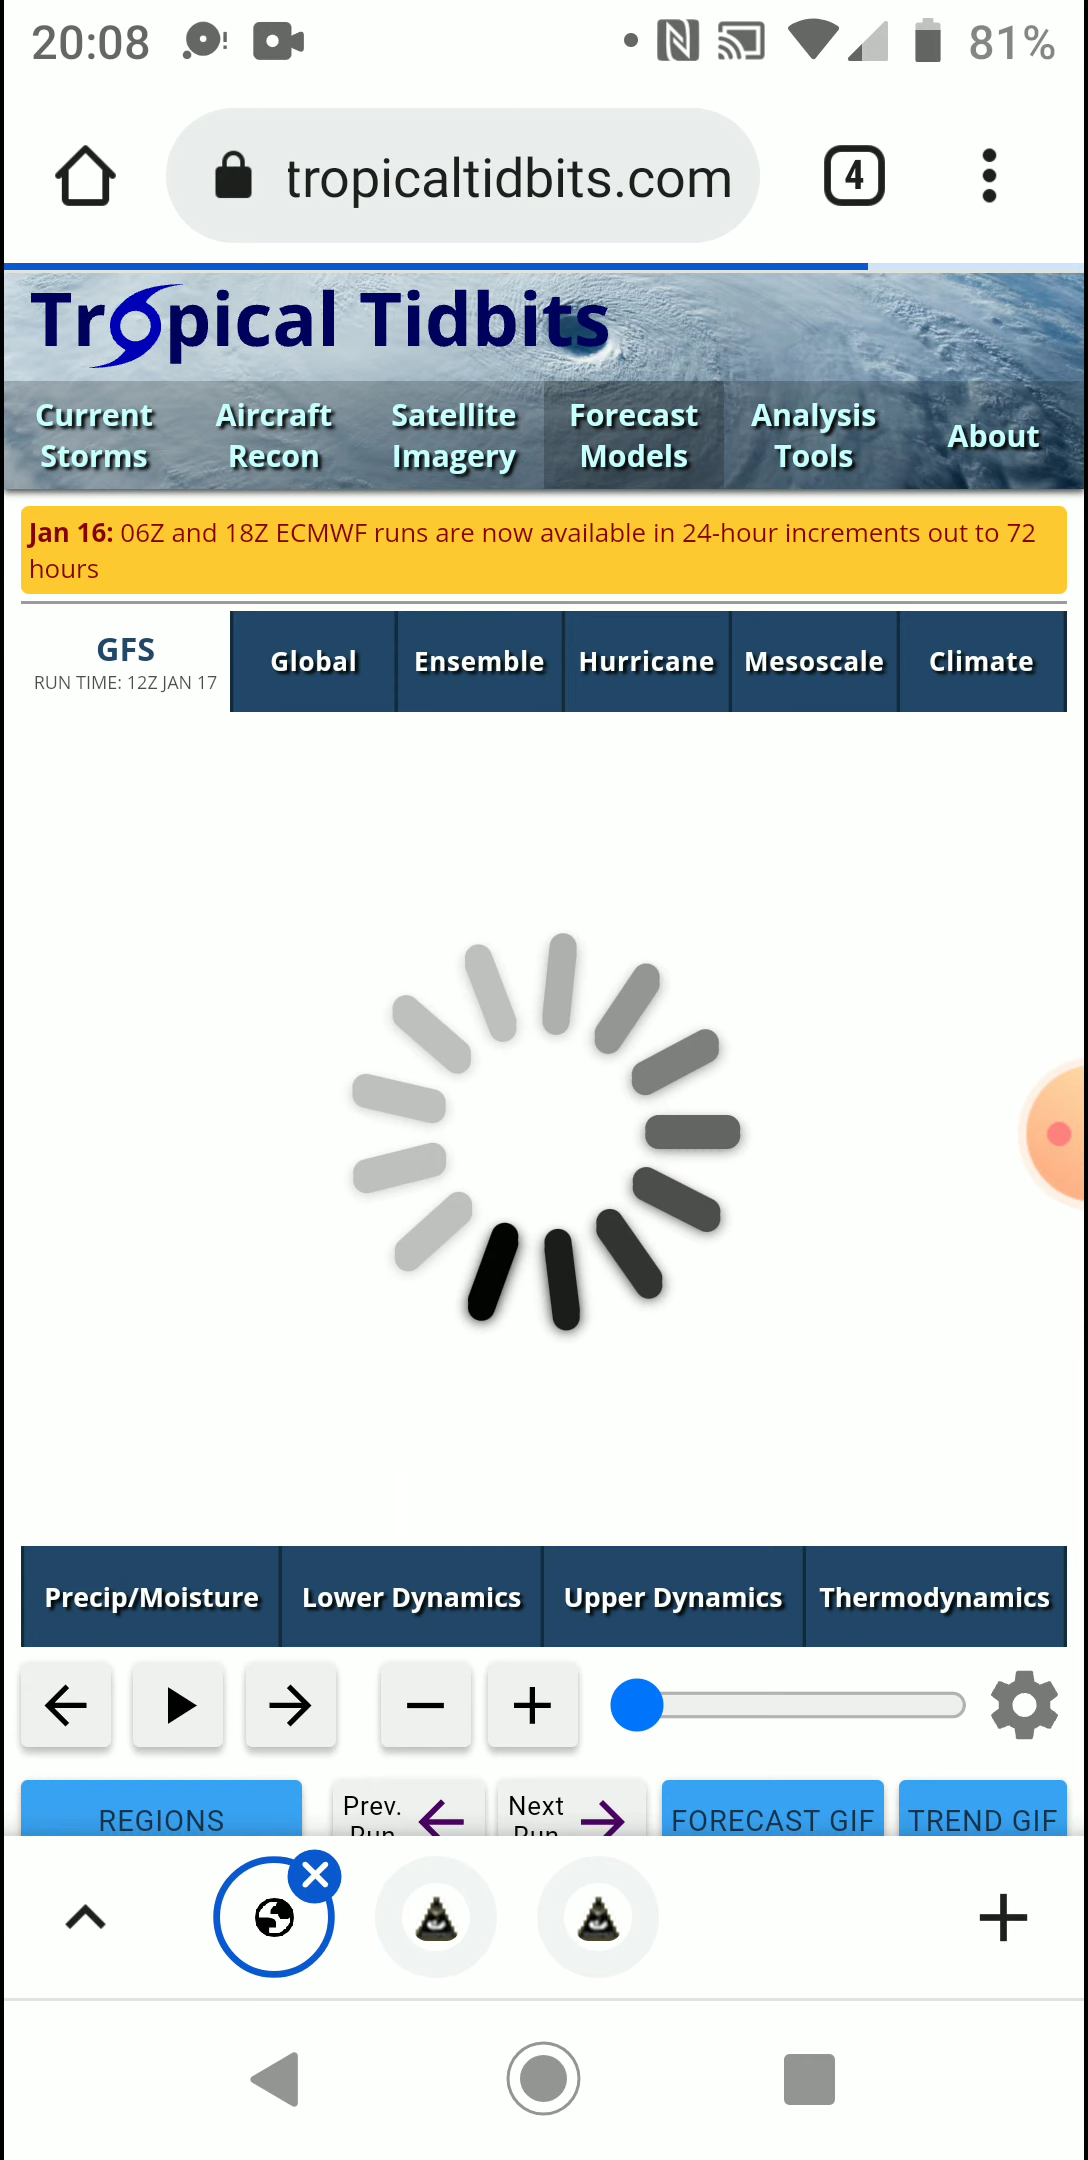 20:08
81%
tropicaltidbits.com
4
Tropical Tidbits
Current Storms
Aircraft Recon
Satellite Imagery
Forecast Models
Analysis Tools
About
Jan 16: 06Z and 18Z ECMWF runs are now available in 24-hour increments out to 72
hours
GFS
RUN TIME: 12Z JAN 17
Global
Ensemble
Hurricane
Mesoscale
Climate
Precip/Moisture
Lower Dynamics
Upper Dynamics
Thermodynamics
REGIONS
Prev.
Run
Next
Run
FORECAST GIF
TREND GIF